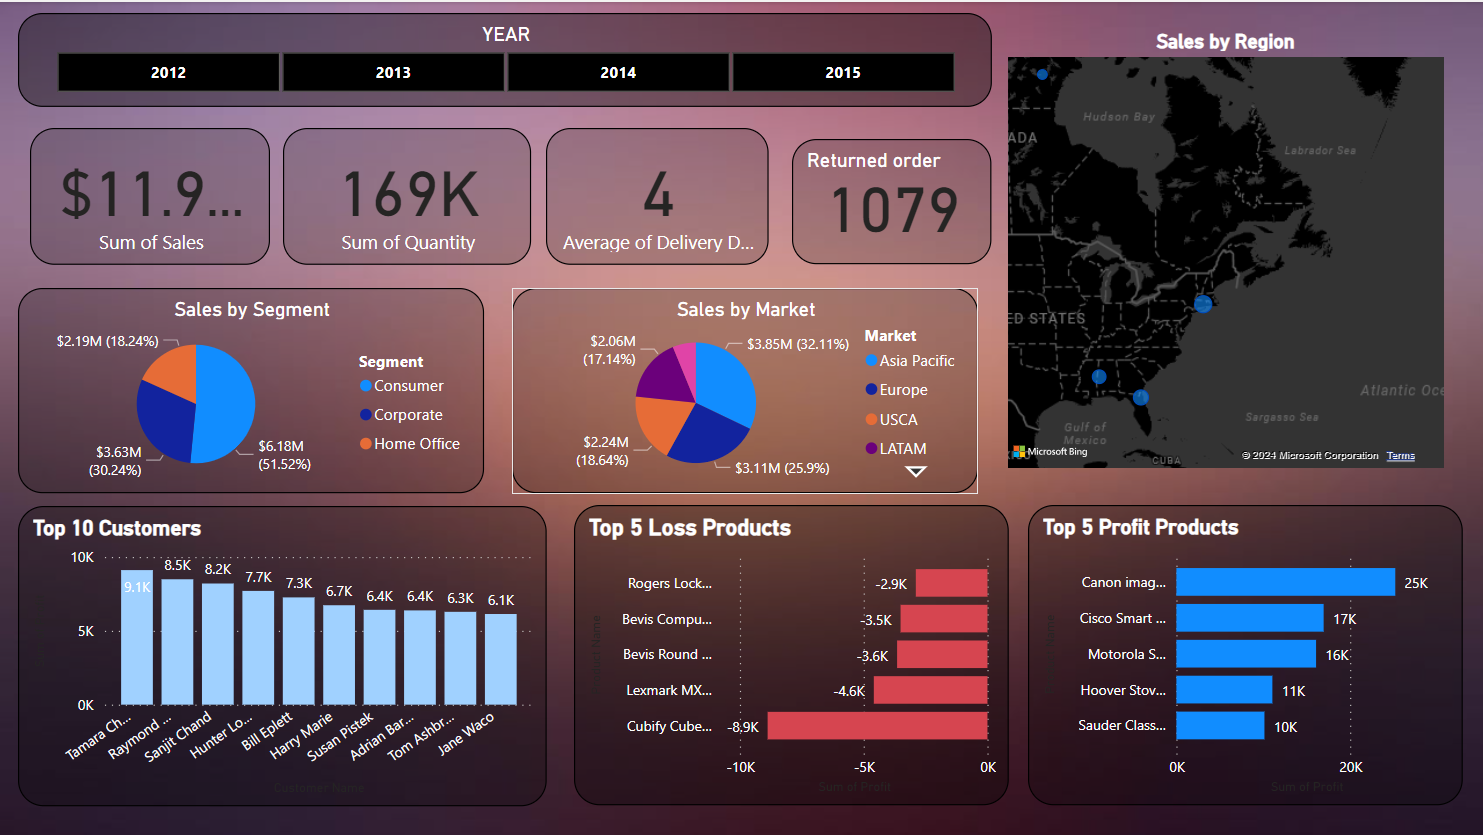 YEAR
2012
2013
2014
2015
Sales by Region
$11.9...
Sum of Sales
169K
Sum of Quantity
4
Average of Delivery D...
Returned order
1079
Hudson Bay
ADA
Labrador Sea
ED STATES
Atlantic Oce
Sargasso Sea
Gulf of
Mexico
CUBA
Microsoft Bing
© 2024 Microsoft Corporation Terms
Sales by Segment
$2.19M (18.24%)
$3.63M
(30.24%)
$6.18M
(51.52%)
Segment
Consumer
Corporate
Home Office
Sales by Market
$2.06M
(17.14%)
$3.85M (32.11%)
$2.24M
(18.64%)
$3.11M (25.9%)
Market
Asia Pacific
Europe
USCA
LATAM
Top 10 Customers
10K
5K
0K
9.1K
8.5K
8.2K
7.7K
7.3K
6.7K
6.4K
6.4K
6.3K
6.1K
Tamara Ch...
Raymond ...
Sanjit Chand
Hunter Lo...
Bill Eplett
Harry Marie
Susan Pistek
Adrian Bar...
Tom Ashbr...
Jane Waco
Customer Name
Top 5 Loss Products
Rogers Lock...
-2.9K
Bevis Compu...
-3.5K
Bevis Round ...
-3.6K
Lexmark MX...
-4.6K
Cubify Cube...
-8.9K
-10K
-5K
0K
Sum of Profit
Top 5 Profit Products
Canon imag...
25K
Cisco Smart ...
17K
Motorola S...
16K
Hoover Stov...
11K
Sauder Class...
10K
0K
20K
Sum of Profit